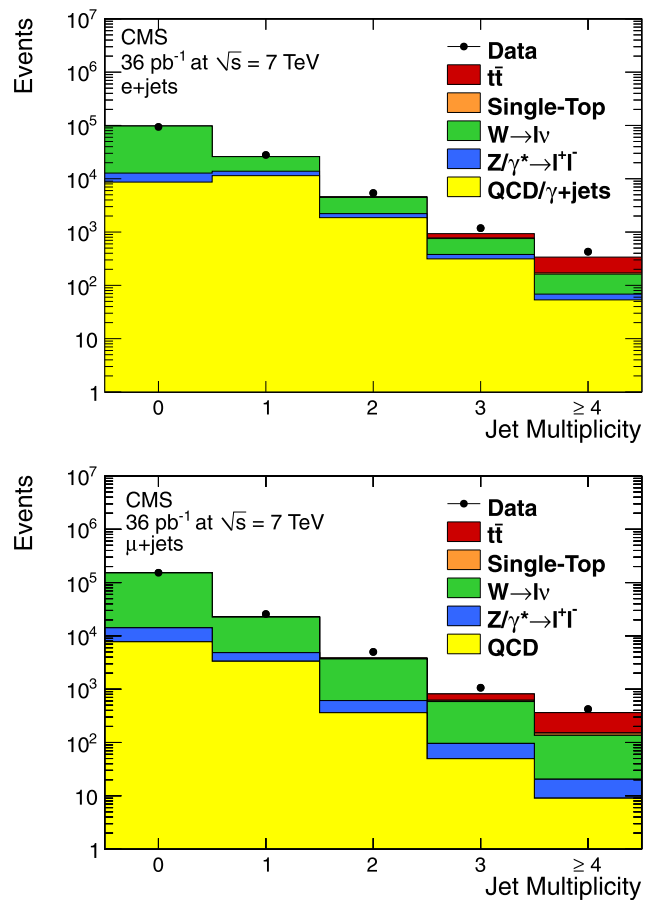 Events
10⁷
10⁶
10⁵
10⁴
10³
10²
10
1
CMS
36 pb⁻¹ at √s = 7 TeV
e+jets
Data
tt̄
Single-Top
W→lν
Z/γ*→l⁺l⁻
QCD/γ+jets
0 1 2 3 ≥ 4
Jet Multiplicity
Events
10⁷
10⁶
10⁵
10⁴
10³
10²
10
1
CMS
36 pb⁻¹ at √s = 7 TeV
μ+jets
Data
tt̄
Single-Top
W→lν
Z/γ*→l⁺l⁻
QCD
0 1 2 3 ≥ 4
Jet Multiplicity